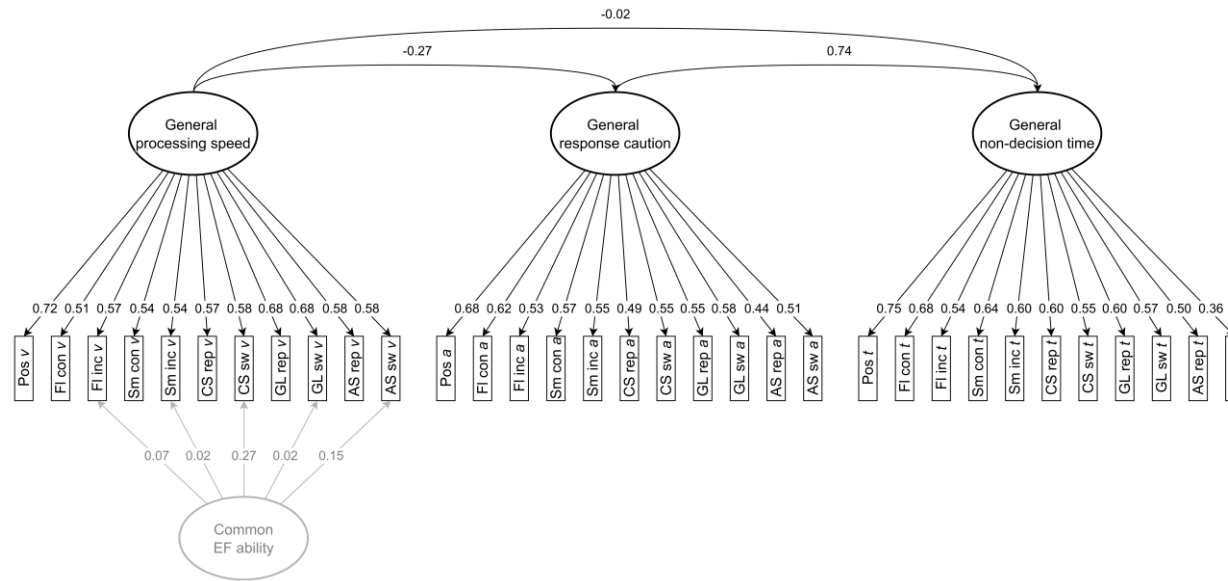 -0.02
-0.27
0.74
General
processing speed
General
response caution
General
non-decision time
0.72 0.51 0.57 0.54 0.54 0.57 0.58 0.68 0.68 0.58 0.58
0.68 0.62 0.53 0.57 0.55 0.49 0.55 0.55 0.58 0.44 0.51
0.75 0.68 0.54 0.64 0.60 0.60 0.55 0.60 0.57 0.50 0.36
Pos v
Fl con v
Fl inc v
Sm con v
Sm inc v
CS rep v
CS sw v
GL rep v
GL sw v
AS rep v
AS sw v
Pos a
Fl con a
Fl inc a
Sm con a
Sm inc a
CS rep a
CS sw a
GL rep a
GL sw a
AS rep a
AS sw a
Pos t
Fl con t
Fl inc t
Sm con t
Sm inc t
CS rep t
CS sw t
GL rep t
GL sw t
AS rep t
0.07 0.02 0.27 0.02 0.15
Common
EF ability